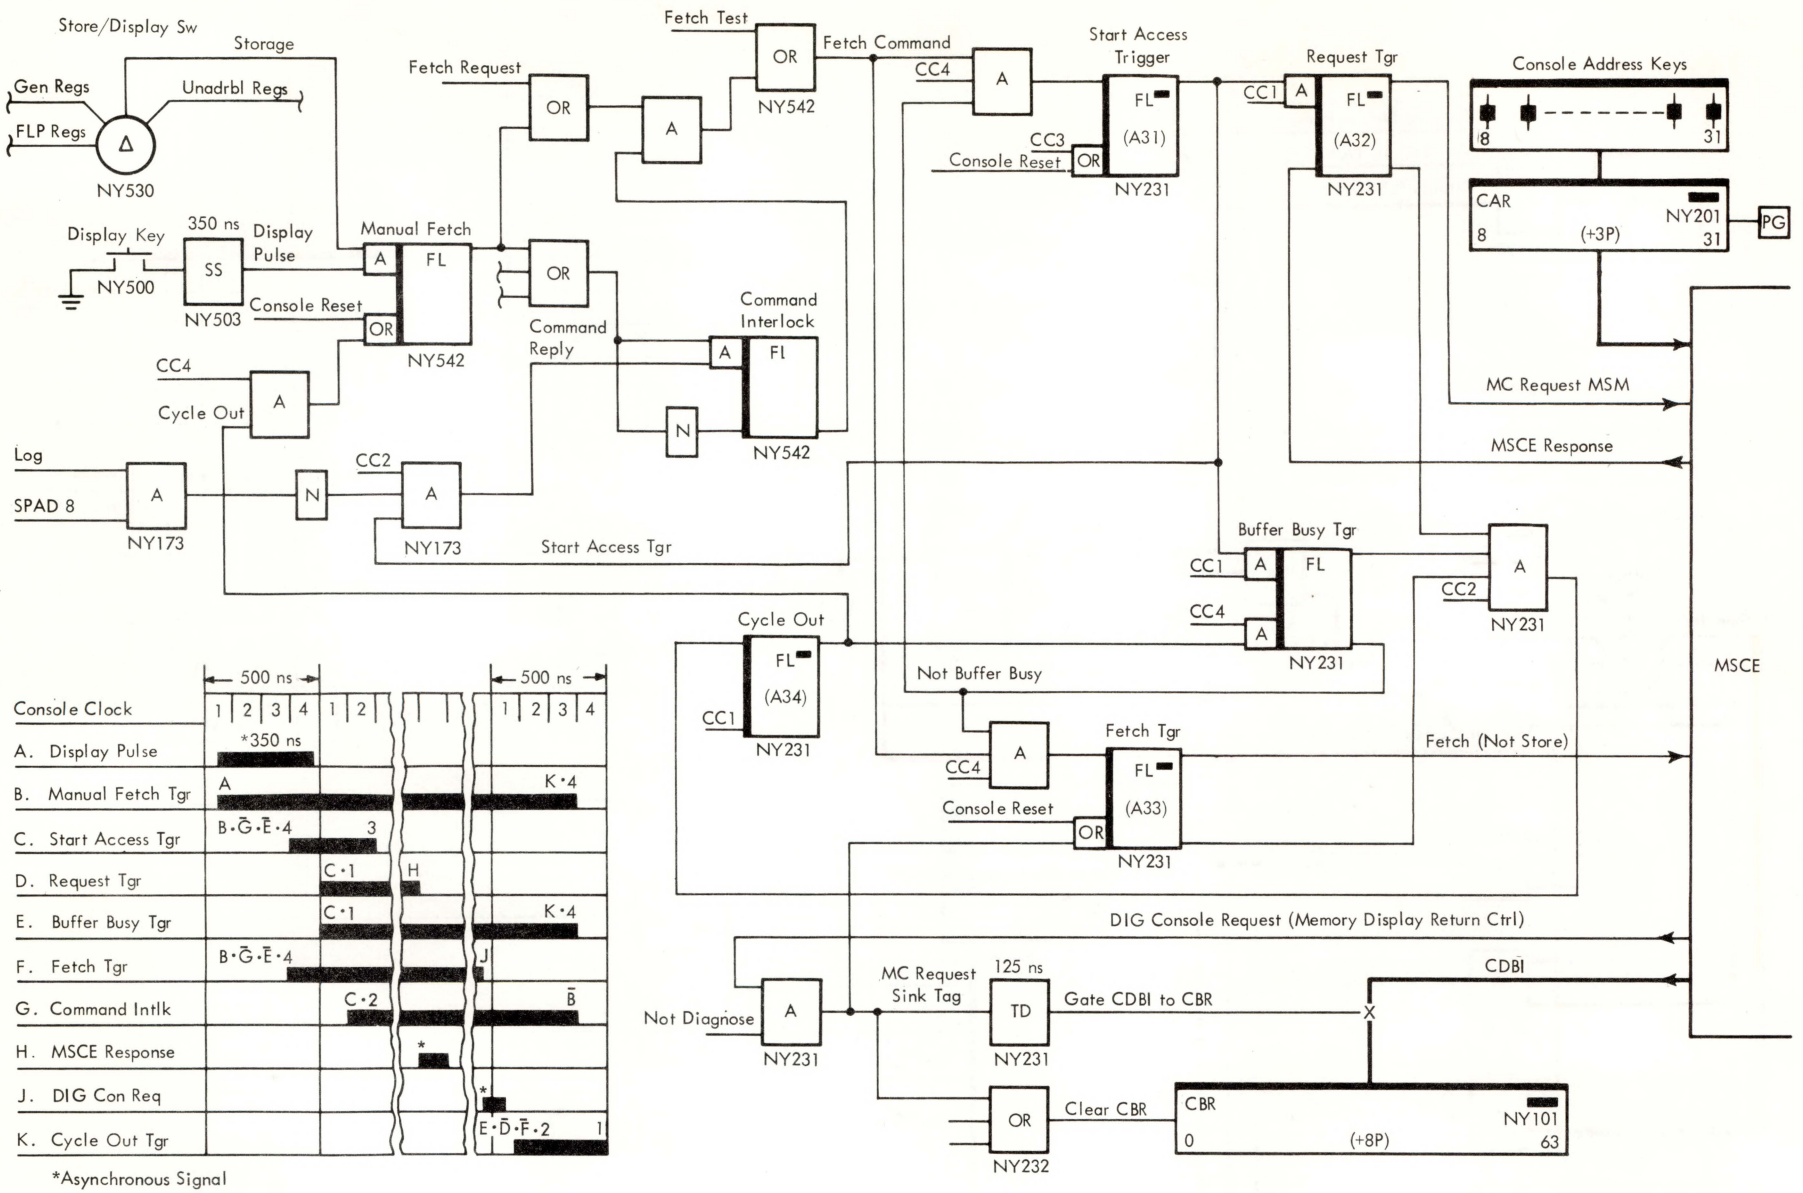 Store/Display Sw
Storage
Gen Regs
Unadrbl Regs
FLP Regs
Δ
NY530
Fetch Test
OR
NY542
Fetch Command
Fetch Request
OR
A
CC4
A
Start Access
Trigger
FL
(A31)
CC3
Console Reset
OR
NY231
Request Tgr
CC1
A
FL
(A32)
NY231
Console Address Keys
8
31
CAR
NY201
8
(+3P)
31
PG
Display Key
NY500
350 ns
SS
NY503
Display
Pulse
Manual Fetch
A
FL
Console Reset
OR
NY542
OR
Command
Interlock
Command
Reply
A
Fl
N
NY542
CC4
Cycle Out
A
Log
SPAD 8
A
NY173
N
CC2
A
NY173
Start Access Tgr
MC Request MSM
MSCE Response
MSCE
Buffer Busy Tgr
CC1
A
FL
CC4
A
NY231
CC2
A
NY231
Cycle Out
FL
(A34)
CC1
NY231
Not Buffer Busy
A
CC4
Fetch Tgr
FL
(A33)
Console Reset
OR
NY231
Fetch (Not Store)
DIG Console Request (Memory Display Return Ctrl)
CDBI
MC Request
Sink Tag
125 ns
TD
NY231
Gate CDBI to CBR
X
Not Diagnose
A
NY231
OR
NY232
Clear CBR
CBR
NY101
0
(+8P)
63
500 ns
500 ns
Console Clock
1 2 3 4 1 2 1 2 3 4
A. Display Pulse
*350 ns
B. Manual Fetch Tgr
A
K·4
C. Start Access Tgr
B·G̅·E̅·4
3
D. Request Tgr
C·1
H
E. Buffer Busy Tgr
C·1
K·4
F. Fetch Tgr
B·G̅·E̅·4
J
G. Command Intlk
C·2
B̅
H. MSCE Response
*
J. DIG Con Req
*
K. Cycle Out Tgr
E·D̅·F̅·2
1
*Asynchronous Signal